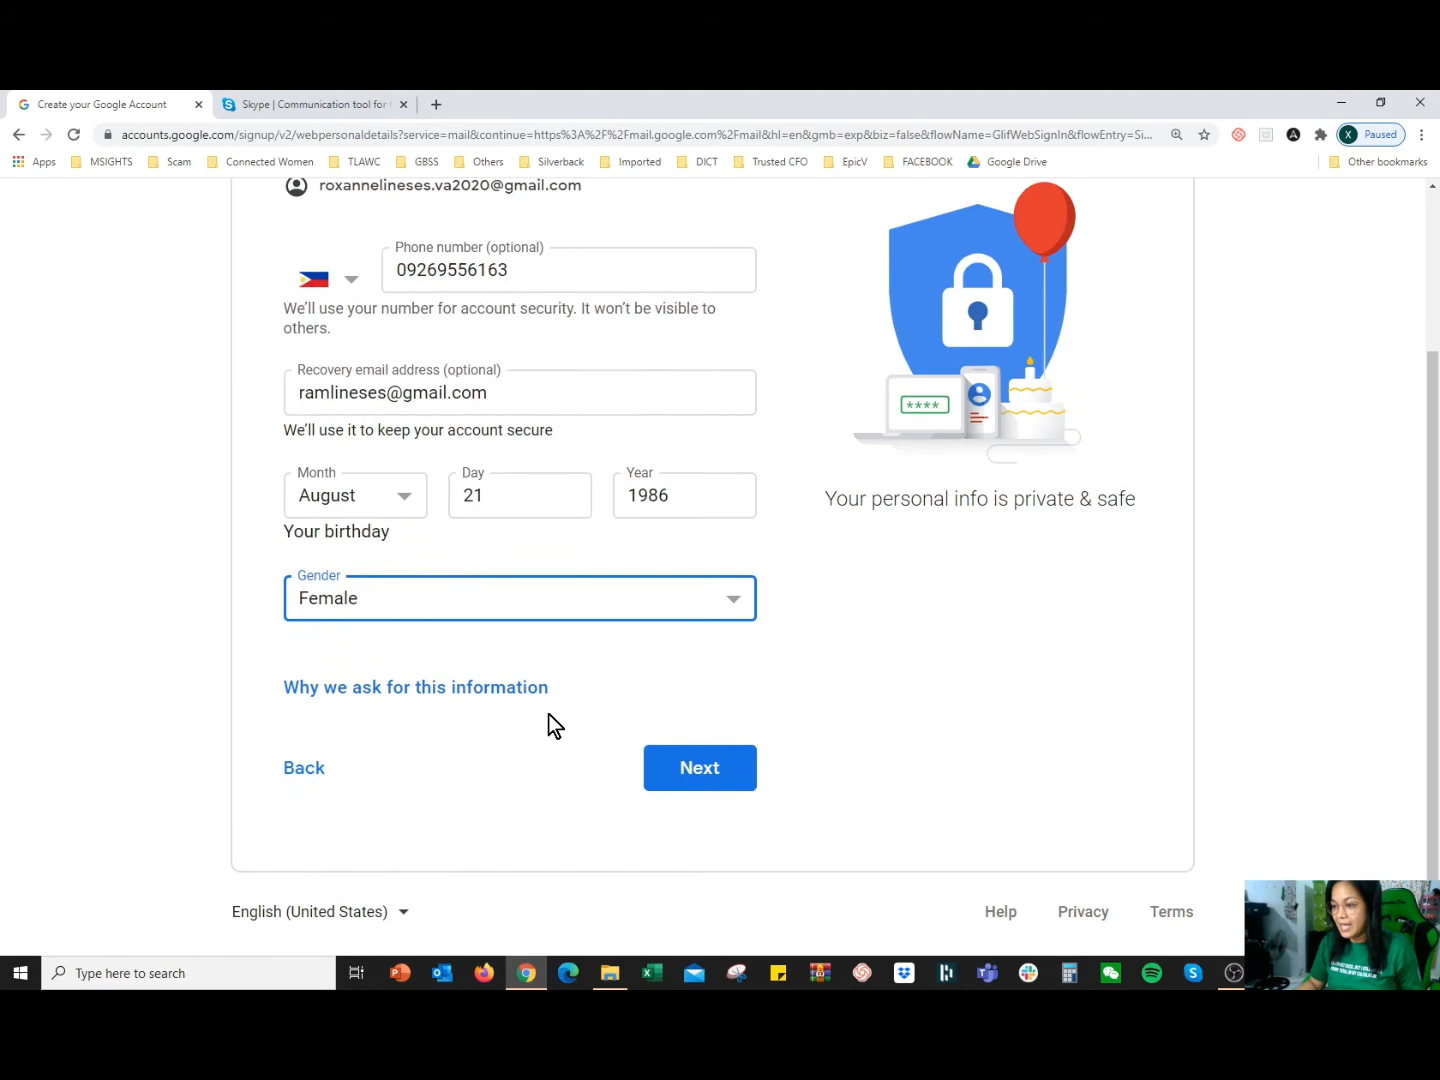 Create your Google Account
Skype | Communication tool for
accounts.google.com/signup/v2/webpersonaldetails?service=mail&continue=https%3A%2F%2Fmail.google.com%2Fmail&hl=en&gmb=exp&biz=false&flowName=GlifWebSignIn&flowEntry=Si...
X Paused
Apps MSIGHTS Scam Connected Women TLAWC GBSS Others Silverback Imported DICT Trusted CFO EpicV FACEBOOK Google Drive Other bookmarks
roxannelineses.va2020@gmail.com
Phone number (optional)
09269556163
We'll use your number for account security. It won't be visible to
others.
Recovery email address (optional)
ramlineses@gmail.com
We'll use it to keep your account secure
****
Month Day Year
August 21 1986
Your birthday
Your personal info is private & safe
Gender
Female
Why we ask for this information
Back Next
English (United States) Help Privacy Terms
Type here to search